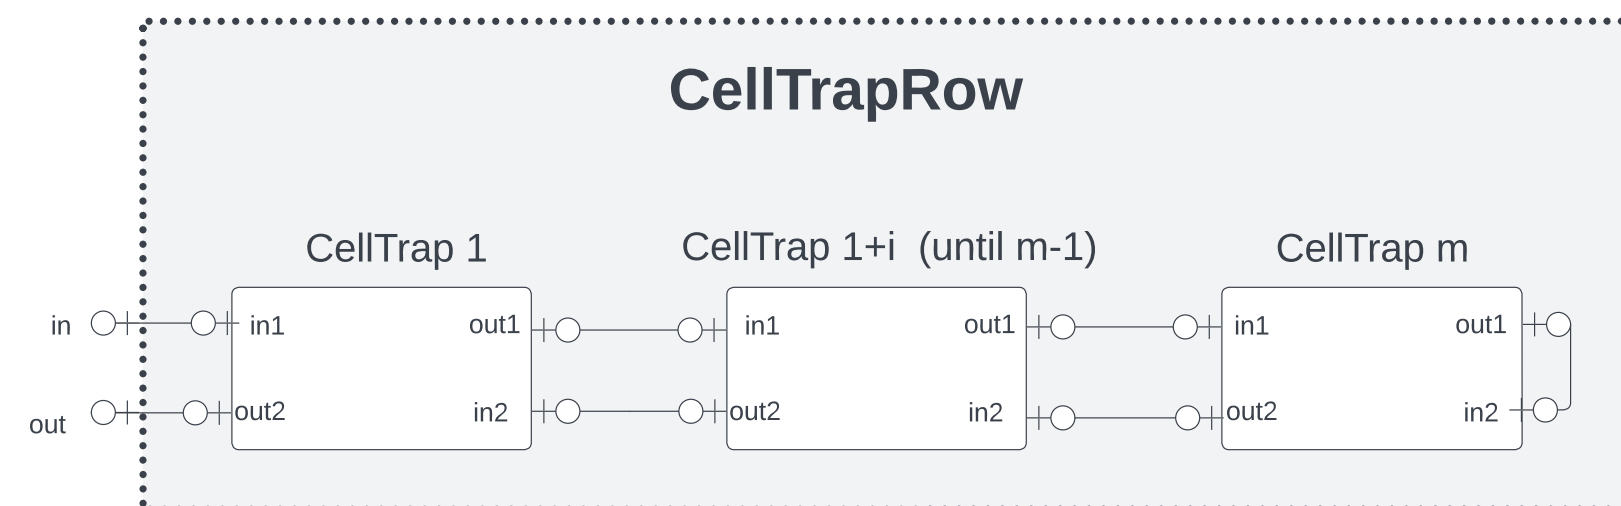 CellTrapRow
CellTrap 1
CellTrap 1+i (until m-1)
CellTrap m
in
in1
out1
in1
out1
in1
out1
out
out2
in2
out2
in2
out2
in2